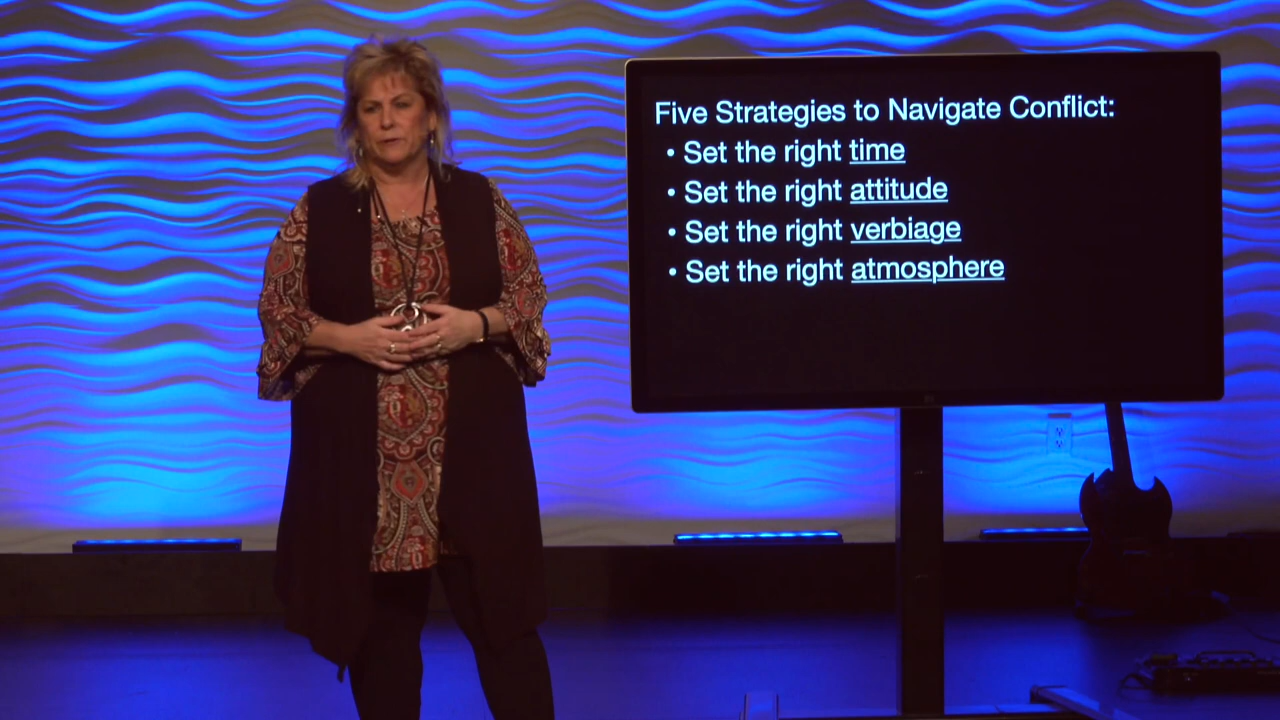 Five Strategies to Navigate Conflict:
• Set the right time
• Set the right attitude
• Set the right verbiage
• Set the right atmosphere